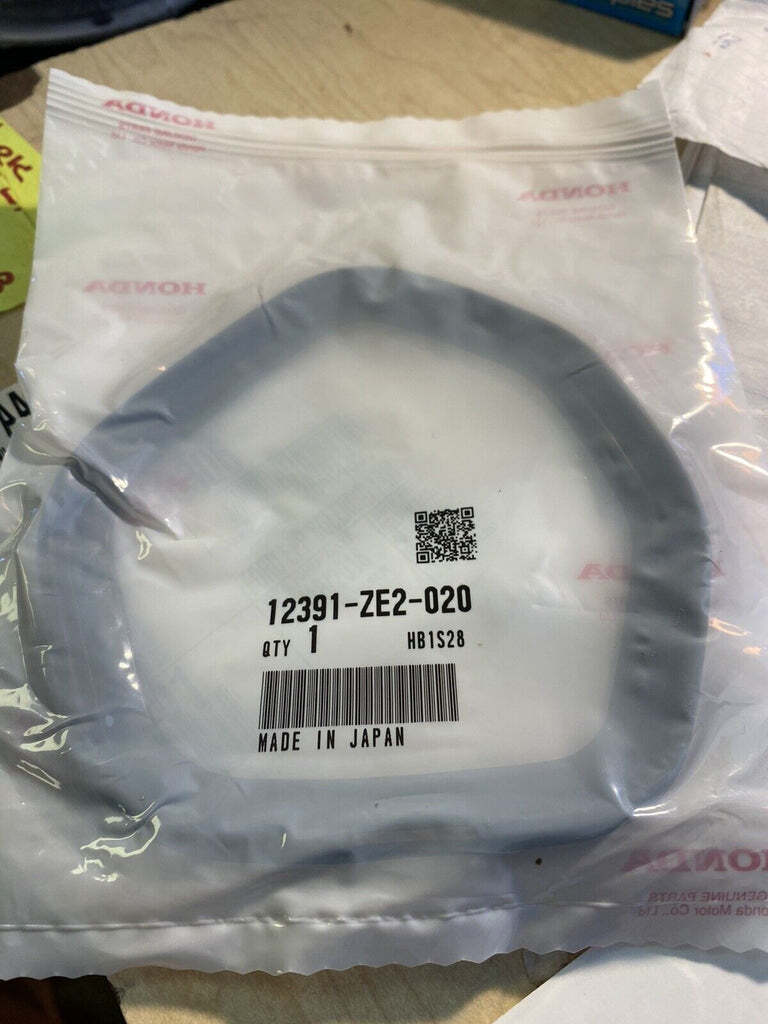 HONDA
HONDA
HONDA
12391-ZE2-020
QTY 1 HB1S28
MADE IN JAPAN
HONDA
GENUINE PARTS
Honda Motor Co., Ltd.